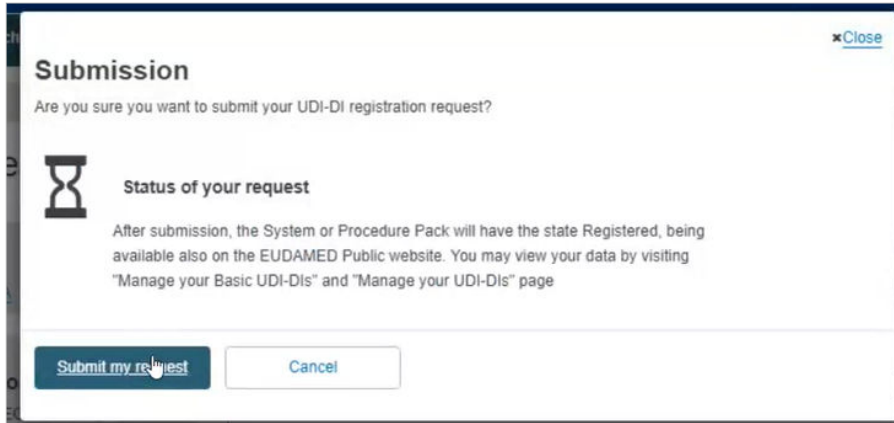 ×Close
Submission
Are you sure you want to submit your UDI-DI registration request?
Status of your request
After submission, the System or Procedure Pack will have the state Registered, being
available also on the EUDAMED Public website. You may view your data by visiting
"Manage your Basic UDI-DIs" and "Manage your UDI-DIs" page
Submit my request
Cancel